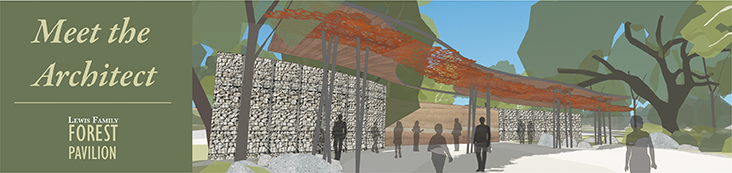 Meet the
Architect
Lewis Family
FOREST
PAVILION